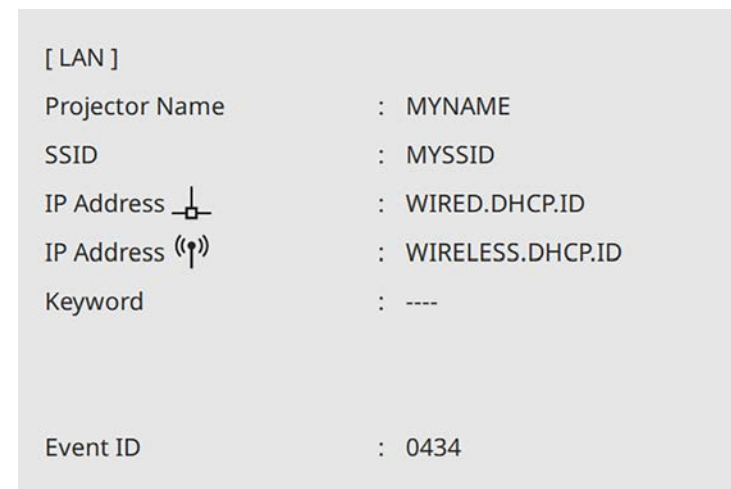 [ LAN ]
Projector Name : MYNAME
SSID : MYSSID
IP Address : WIRED.DHCP.ID
IP Address : WIRELESS.DHCP.ID
Keyword : ----
Event ID : 0434